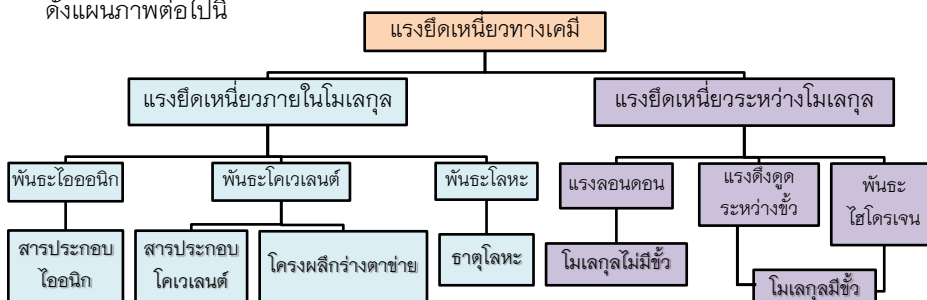 ดังแผนภาพต่อไปนี้
แรงยึดเหนี่ยวทางเคมี
แรงยึดเหนี่ยวภายในโมเลกุล
แรงยึดเหนี่ยวระหว่างโมเลกุล
พันธะไอออนิก
พันธะโคเวเลนต์
พันธะโลหะ
แรงลอนดอน
แรงดึงดูด
ระหว่างขั้ว
พันธะ
ไฮโดรเจน
สารประกอบ
ไออนิก
สารประกอบ
โคเวเลนต์
โครงผลึกร่างตาข่าย
ธาตุโลหะ
โมเลกุลไม่มีขั้ว
โมเลกุลมีขั้ว